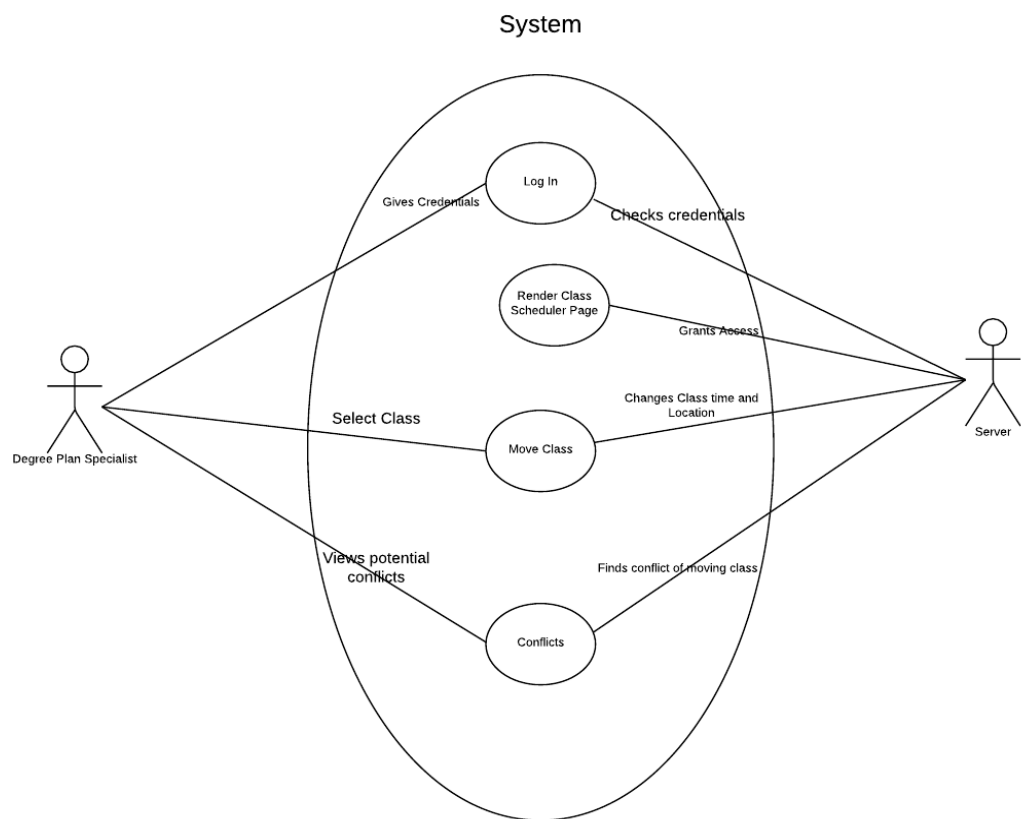 System
Log In
Gives Credentials
Checks credentials
Render Class
Scheduler Page
Grants Access
Changes Class time and
Location
Select Class
Move Class
Server
Degree Plan Specialist
Views potential
conflicts
Finds conflict of moving class
Conflicts